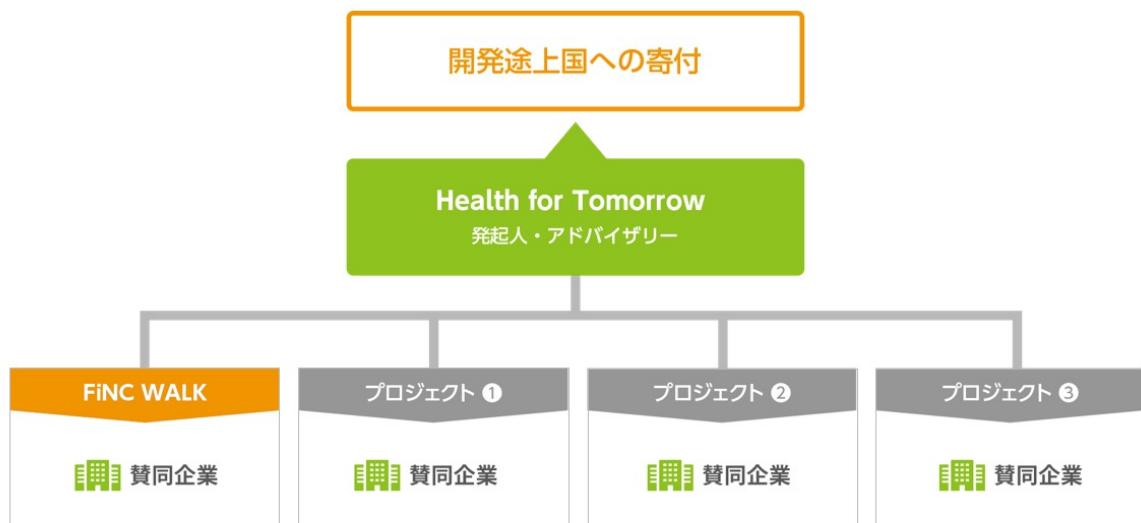 開発途上国への寄付
Health for Tomorrow
発起人・アドバイザリー
FiNC WALK
プロジェクト ❶
プロジェクト ❷
プロジェクト ❸
賛同企業
賛同企業
賛同企業
賛同企業